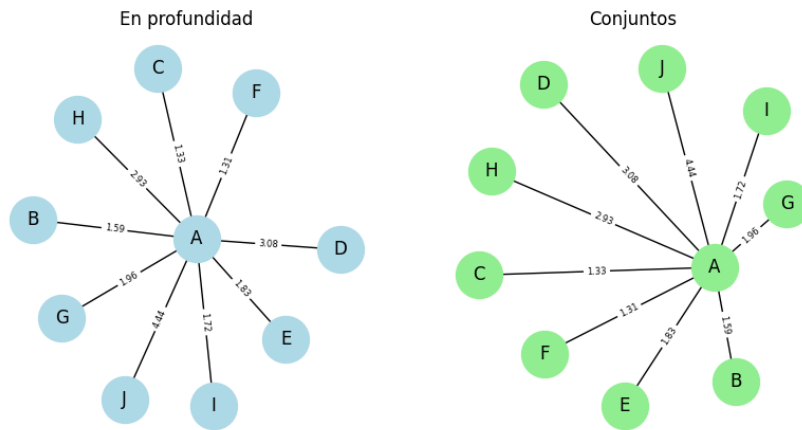 En profundidad
C
F
H
1.33
1.31
2.93
B
1.59
A
3.08
D
1.96
1.83
G
4.44
1.72
E
J
I
Conjuntos
J
D
I
4.44
3.08
1.72
H
G
2.93
1.96
A
C
1.33
1.31
1.59
F
1.83
B
E